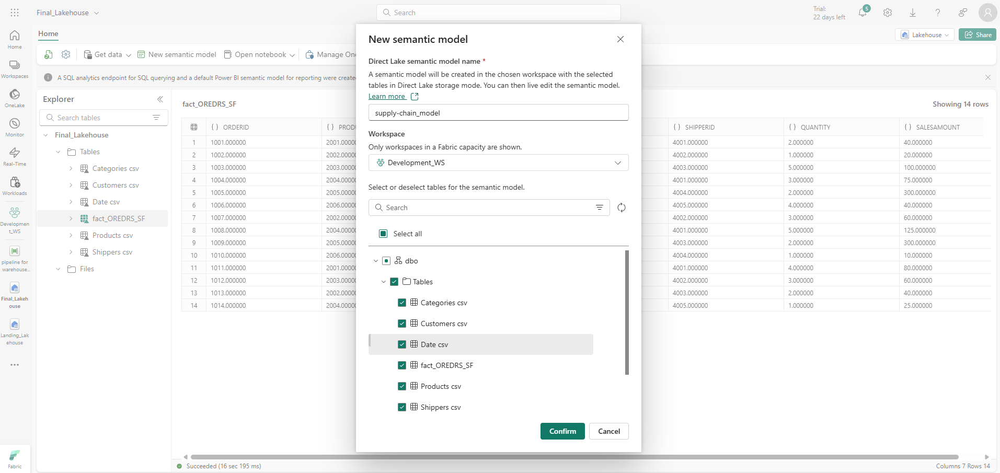 Final_Lakehouse
Search
Trial:
22 days left
5
Home
Lakehouse
Share
Get data
New semantic model
Open notebook
Manage One
A SQL analytics endpoint for SQL querying and a default Power BI semantic model for reporting were create
Home
Workspaces
OneLake
Monitor
Real-Time
Workloads
Developmen
t_WS
pipeline for
warehouse...
Final_Lakeh
ouse
Landing_Lak
ehouse
Fabric
Explorer
Search tables
Final_Lakehouse
Tables
Categories csv
Customers csv
Date csv
fact_OREDRS_SF
Products csv
Shippers csv
Files
fact_OREDRS_SF
Showing 14 rows
ORDERID PRODU SHIPPERID QUANTITY SALESAMOUNT
1 1001.000000 2001.0000 4001.000000 2.000000 40.000000
2 1002.000000 2002.0000 4002.000000 1.000000 20.000000
3 1003.000000 2003.0000 4003.000000 5.000000 100.000000
4 1004.000000 2004.0000 4001.000000 3.000000 75.000000
5 1005.000000 2005.0000 4004.000000 2.000000 300.000000
6 1006.000000 2006.0000 4005.000000 4.000000 40.000000
7 1007.000000 2002.0000 4002.000000 3.000000 60.000000
8 1008.000000 2004.0000 4001.000000 5.000000 125.000000
9 1009.000000 2005.0000 4003.000000 2.000000 300.000000
10 1010.000000 2006.0000 4004.000000 1.000000 10.000000
11 1011.000000 2001.0000 4001.000000 4.000000 80.000000
12 1012.000000 2003.0000 4002.000000 3.000000 60.000000
13 1013.000000 2002.0000 4003.000000 2.000000 40.000000
14 1014.000000 2004.0000 4005.000000 1.000000 25.000000
Succeeded (16 sec 195 ms)
Columns 7 Rows 14
New semantic model
Direct Lake semantic model name *
A semantic model will be created in the chosen workspace with the selected
tables in Direct Lake storage mode. You can then live edit the semantic model.
Learn more
supply-chain_model
Workspace
Only workspaces in a Fabric capacity are shown.
Development_WS
Select or deselect tables for the semantic model.
Search
Select all
dbo
Tables
Categories csv
Customers csv
Date csv
fact_OREDRS_SF
Products csv
Shippers csv
Confirm
Cancel